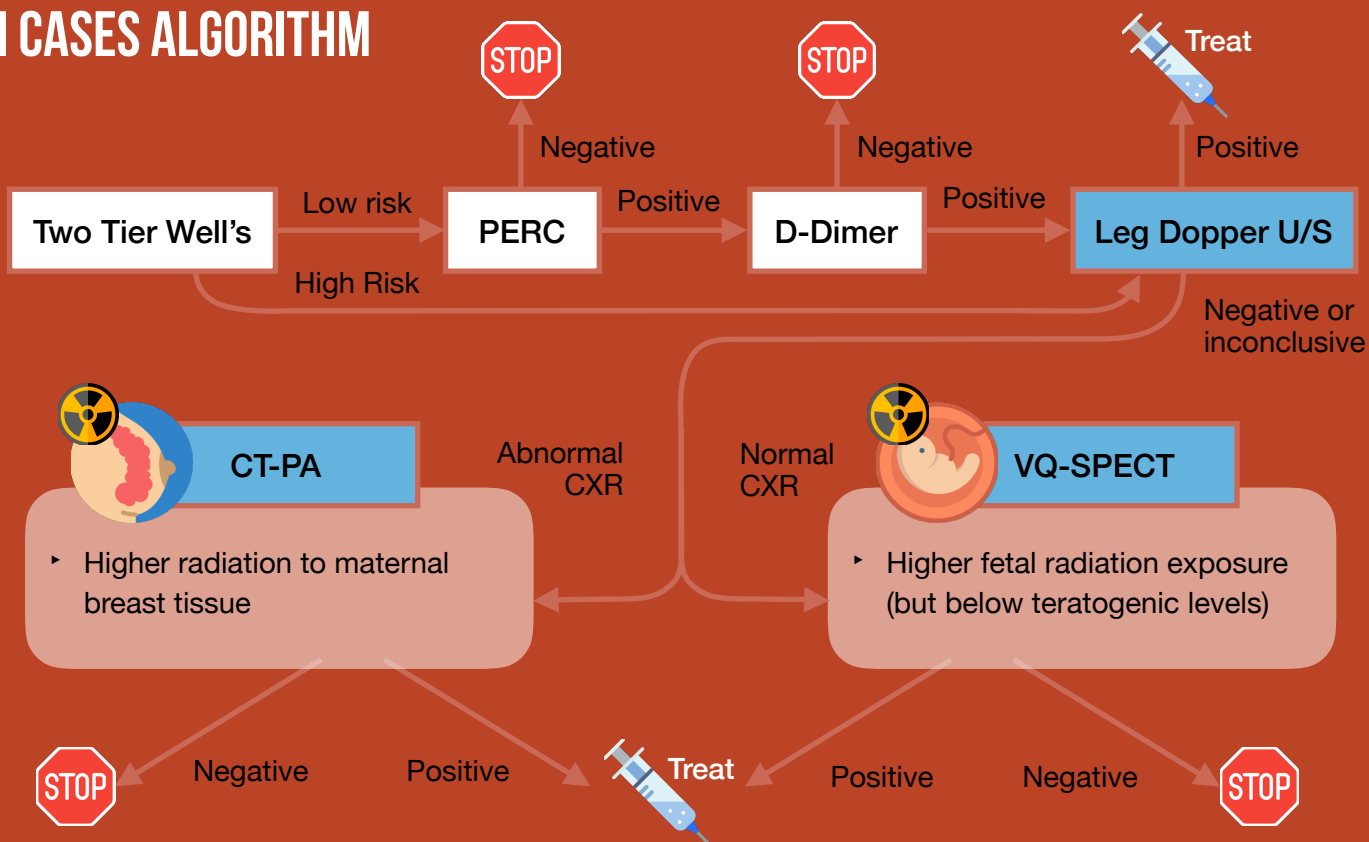 CASES ALGORITHM
STOP
STOP
Treat
Negative
Negative
Positive
Two Tier Well's
Low risk
PERC
Positive
D-Dimer
Positive
Leg Dopper U/S
High Risk
Negative or
inconclusive
CT-PA
Abnormal
CXR
Normal
CXR
VQ-SPECT
‣ Higher radiation to maternal
breast tissue
‣ Higher fetal radiation exposure
(but below teratogenic levels)
STOP
Negative
Positive
Treat
Positive
Negative
STOP